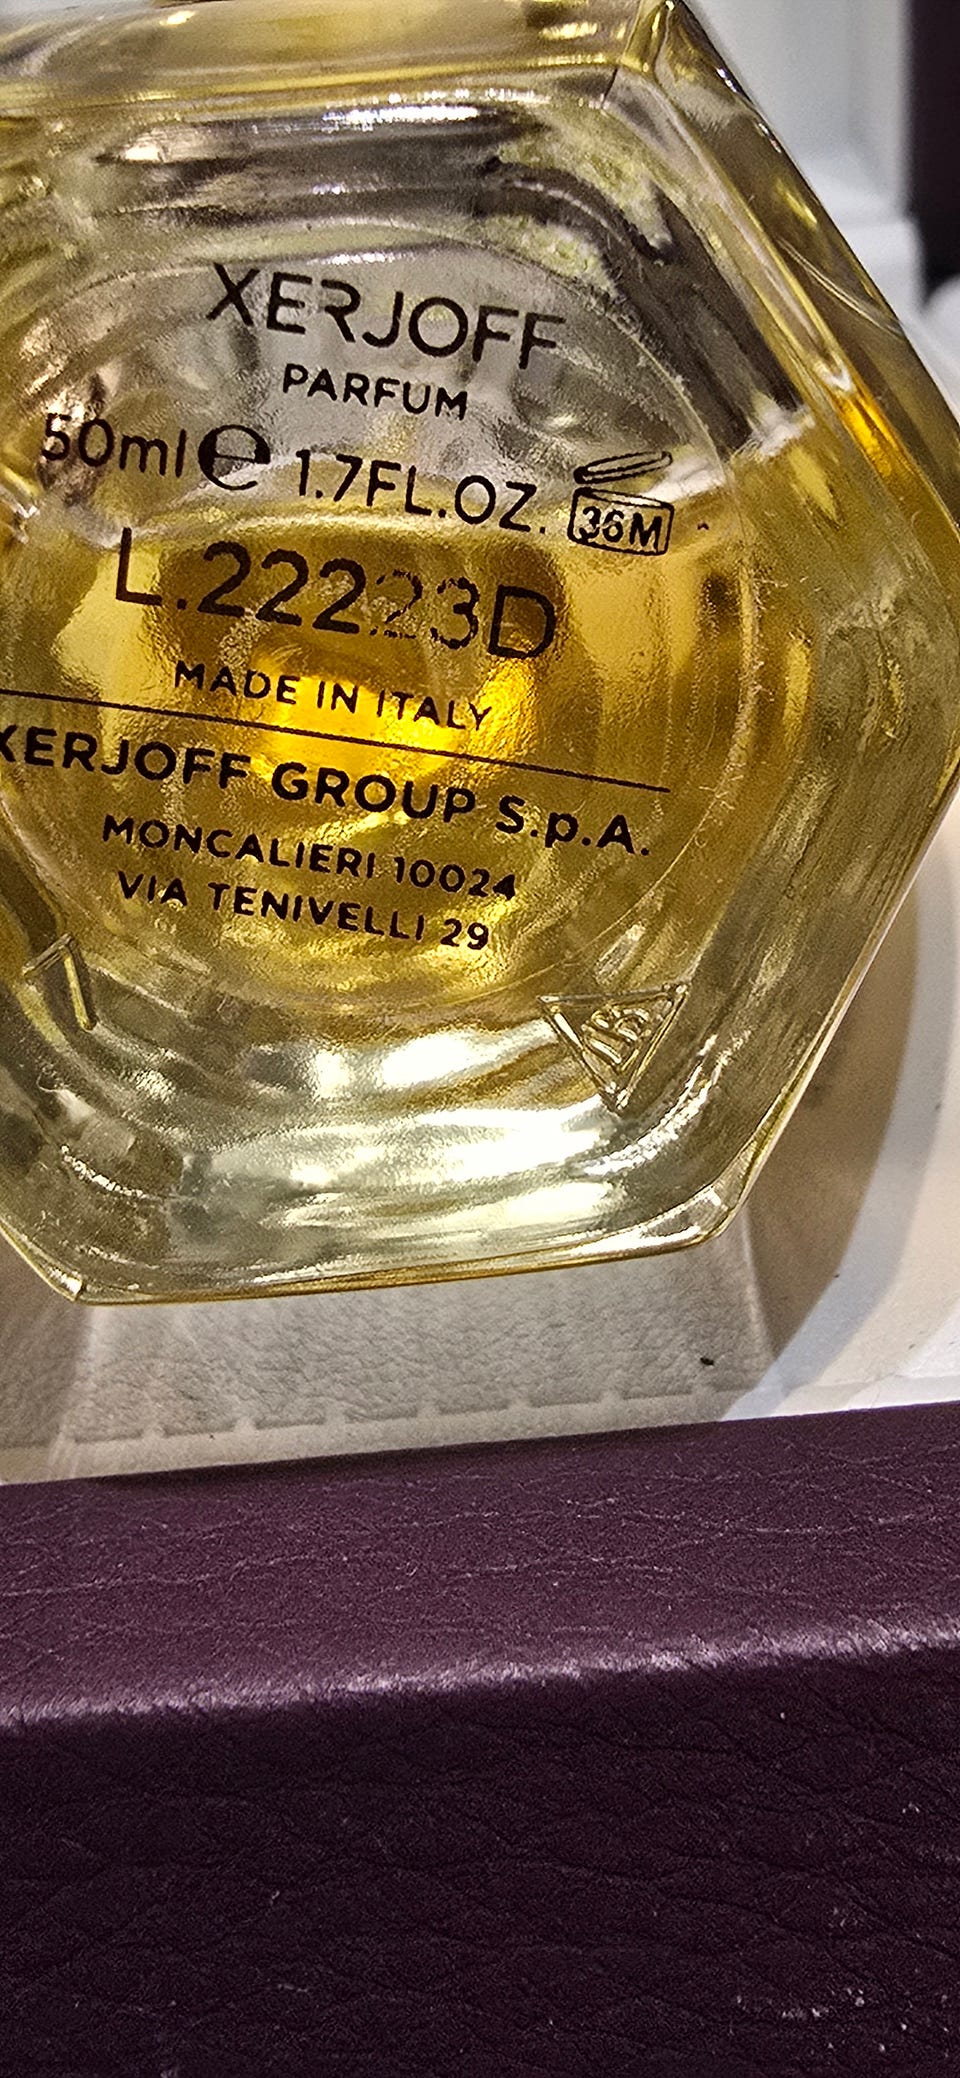 XERJOFF
PARFUM
50ml ℮ 1.7FL.OZ. 36M
L.22223D
MADE IN ITALY
XERJOFF GROUP S.p.A.
MONCALIERI 10024
VIA TENIVELLI 29